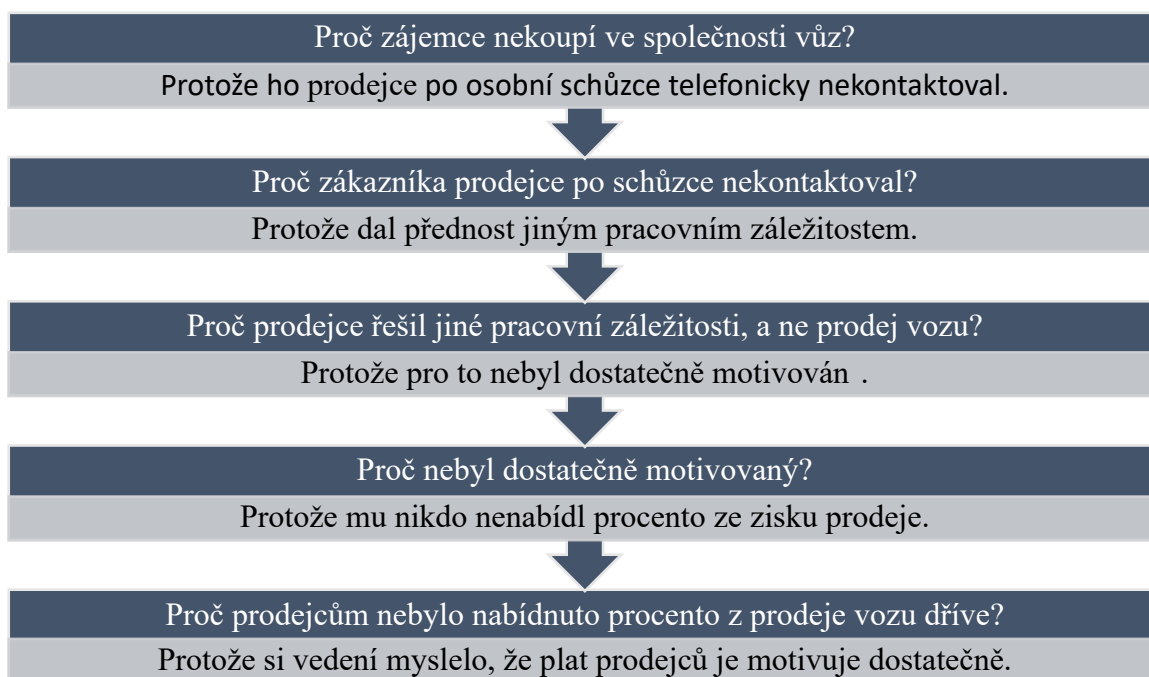 Proč zájemce nekoupí ve společnosti vůz?
Protože ho prodejce po osobní schůzce telefonicky nekontaktoval.
Proč zákazníka prodejce po schůzce nekontaktoval?
Protože dal přednost jiným pracovním záležitostem.
Proč prodejce řešil jiné pracovní záležitosti, a ne prodej vozu?
Protože pro to nebyl dostatečně motivován .
Proč nebyl dostatečně motivovaný?
Protože mu nikdo nenabídl procento ze zisku prodeje.
Proč prodejcům nebylo nabídnuto procento z prodeje vozu dříve?
Protože si vedení myslelo, že plat prodejců je motivuje dostatečně.